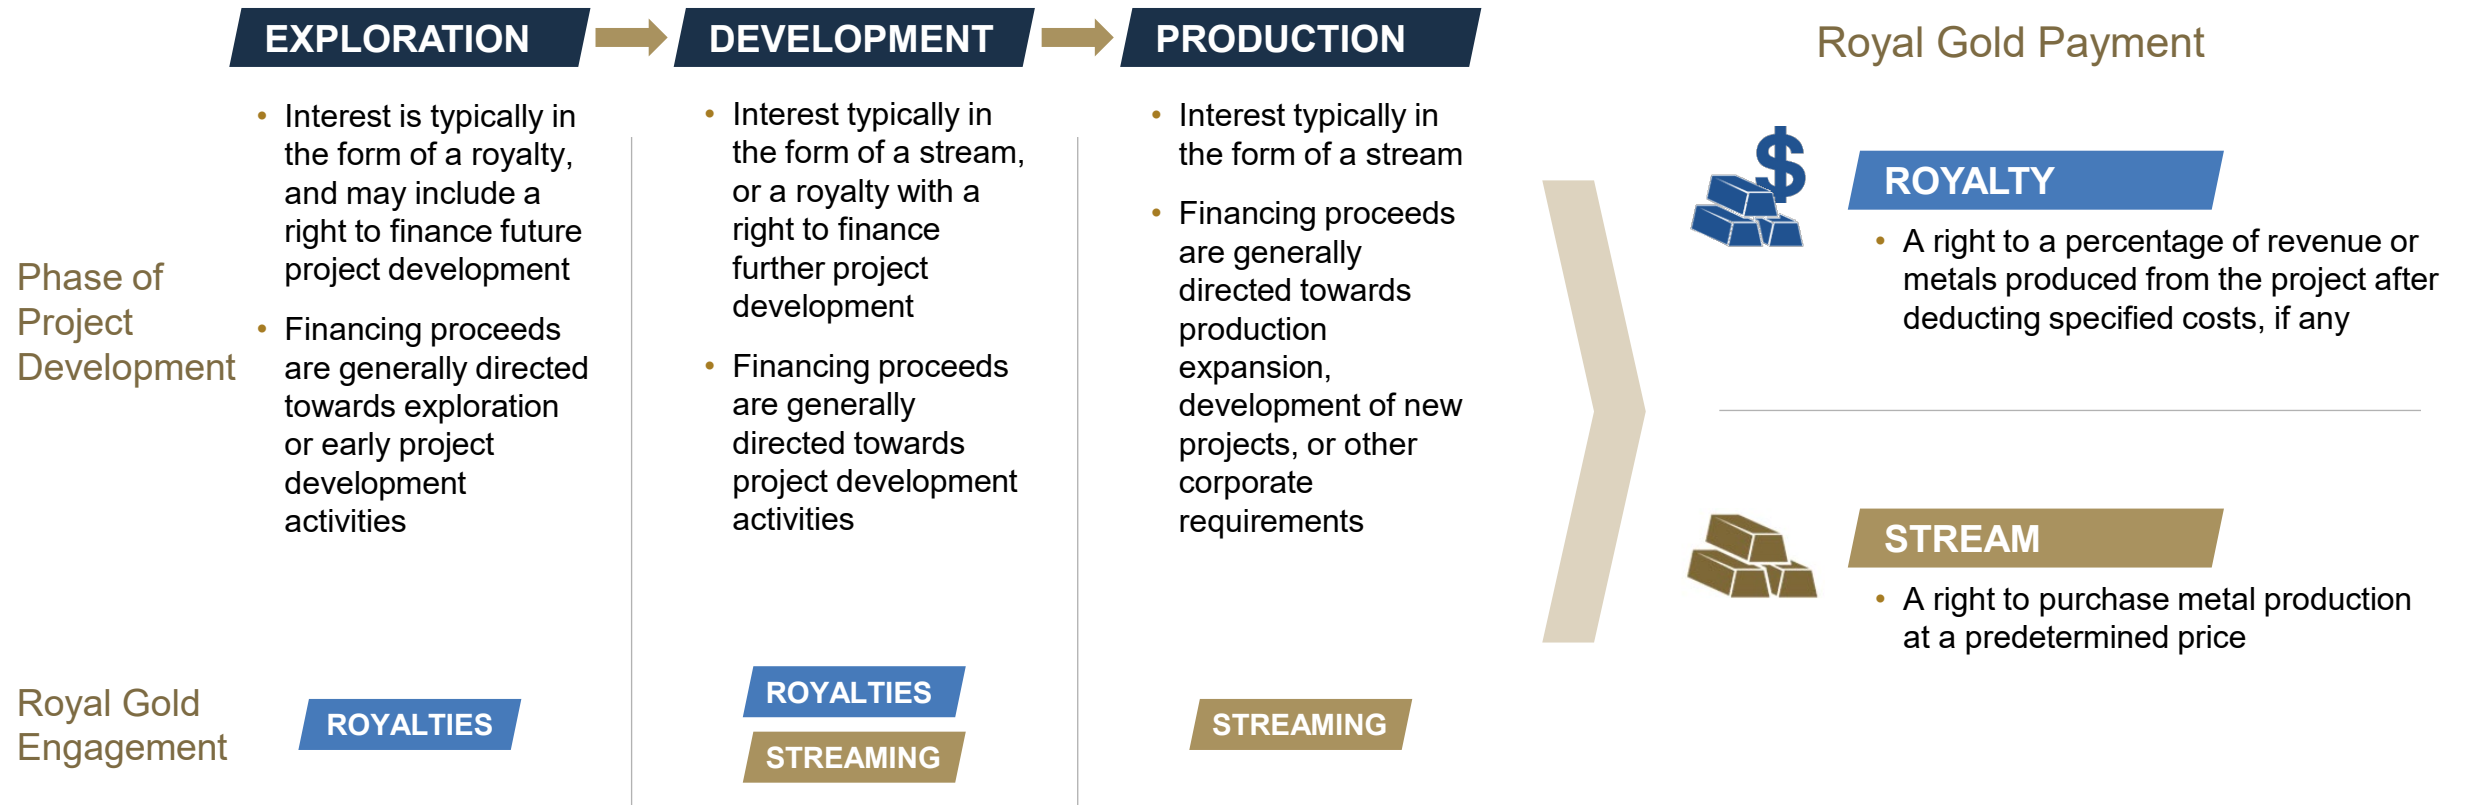 EXPLORATION
DEVELOPMENT
PRODUCTION
Royal Gold Payment
Phase of
Project
Development
• Interest is typically in
the form of a royalty,
and may include a
right to finance future
project development
• Financing proceeds
are generally directed
towards exploration
or early project
development
activities
• Interest typically in
the form of a stream,
or a royalty with a
right to finance
further project
development
• Financing proceeds
are generally
directed towards
project development
activities
• Interest typically in
the form of a stream
• Financing proceeds
are generally
directed towards
production
expansion,
development of new
projects, or other
corporate
requirements
$
ROYALTY
• A right to a percentage of revenue or
metals produced from the project after
deducting specified costs, if any
STREAM
• A right to purchase metal production
at a predetermined price
Royal Gold
Engagement
ROYALTIES
ROYALTIES
STREAMING
STREAMING